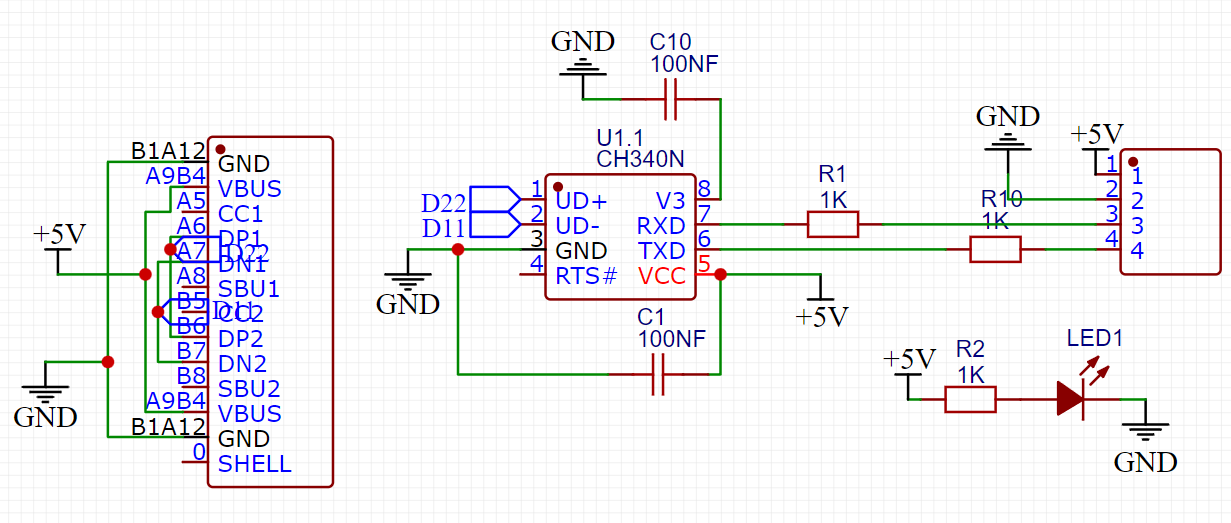 B1A12
GND
A9B4
VBUS
A5
CC1
A6
DP1
A7
DN1
D22
A8
SBU1
B5
CC2
D11
B6
DP2
B7
DN2
B8
SBU2
A9B4
VBUS
B1A12
GND
0
SHELL
+5V
GND
GND
C10
100NF
U1.1
CH340N
D22
D11
1
UD+
2
UD-
3
GND
4
RTS#
V3
8
RXD
7
TXD
6
VCC
5
GND
C1
100NF
+5V
R1
1K
R10
1K
GND
+5V
1
1
2
2
3
3
4
4
+5V
R2
1K
LED1
GND